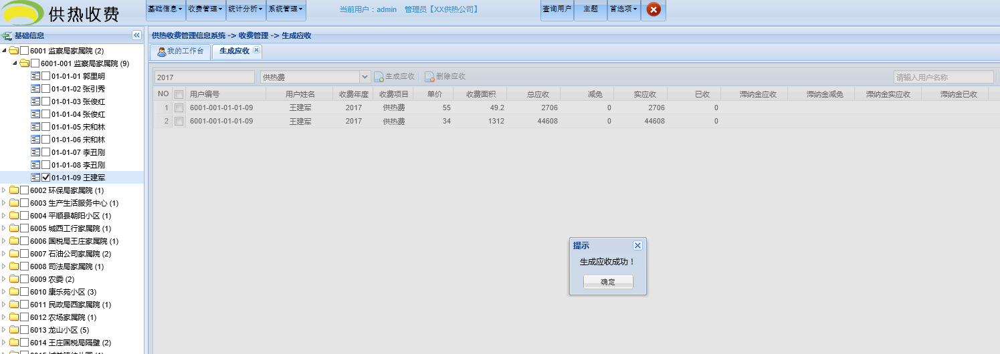 供热收费
基础信息 收费管理 统计分析 系统管理 当前用户：admin 管理员【XX供热公司】 查询用户 主题 首选项
基础信息
供热收费管理信息系统 -> 收费管理 -> 生成应收
我的工作台 生成应收
2017 供热费 生成应收 删除应收 请输入用户名称
NO 用户编号 用户姓名 收费年度 收费项目 单价 收费面积 总应收 减免 实应收 已收 滞纳金应收 滞纳金减免 滞纳金实应收 滞纳金已收
1 6001-001-01-01-09 王建军 2017 供热费 55 49.2 2706 0 2706 0
2 6001-001-01-01-09 王建军 2017 供热费 34 1312 44608 0 44608 0
6001 监察局家属院 (2)
6001-001 监察局家属院 (9)
01-01-01 郭里明
01-01-02 张引秀
01-01-03 张俊红
01-01-04 张俊红
01-01-05 宋和林
01-01-06 宋和林
01-01-07 李丑刚
01-01-08 李丑刚
01-01-09 王建军
6002 环保局家属院 (1)
6003 生产生活服务中心 (1)
6004 平顺县朝阳小区 (1)
6005 城西工行家属院 (1)
6006 国税局王庄家属院 (1)
6007 石油公司家属院 (2)
6008 司法局家属院 (1)
6009 农委 (2)
6010 康乐苑小区 (3)
6011 民政局西家属院 (1)
6012 农场家属院 (1)
6013 龙山小区 (5)
6014 王庄国税局隔壁 (2)
提示
生成应收成功！
确定